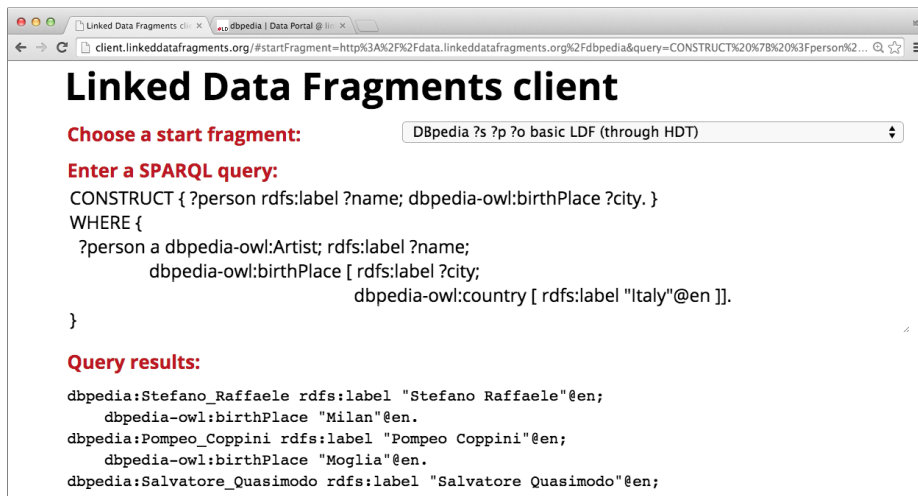 Linked Data Fragments clie
dbpedia | Data Portal @ lin
client.linkeddatafragments.org/#startFragment=http%3A%2F%2Fdata.linkeddatafragments.org%2Fdbpedia&query=CONSTRUCT%20%7B%20%3Fperson%2...
Linked Data Fragments client
Choose a start fragment: DBpedia ?s ?p ?o basic LDF (through HDT)
Enter a SPARQL query:
CONSTRUCT { ?person rdfs:label ?name; dbpedia-owl:birthPlace ?city. }
WHERE {
?person a dbpedia-owl:Artist; rdfs:label ?name;
dbpedia-owl:birthPlace [ rdfs:label ?city;
dbpedia-owl:country [ rdfs:label "Italy"@en ]].
}
Query results:
dbpedia:Stefano_Raffaele rdfs:label "Stefano Raffaele"@en;
dbpedia-owl:birthPlace "Milan"@en.
dbpedia:Pompeo_Coppini rdfs:label "Pompeo Coppini"@en;
dbpedia-owl:birthPlace "Moglia"@en.
dbpedia:Salvatore_Quasimodo rdfs:label "Salvatore Quasimodo"@en;